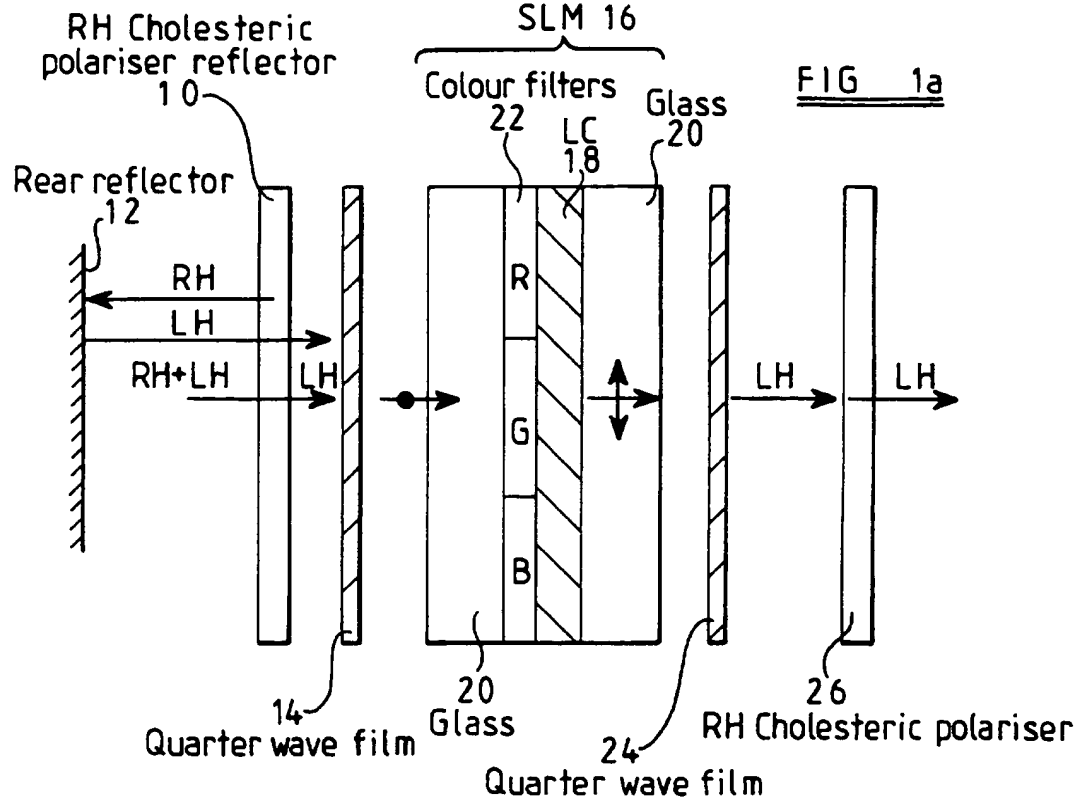 SLM 16
RH Cholesteric
polariser reflector
10
Colour filters
22
LC
18
Glass
20
FIG 1a
Rear reflector
12
RH
LH
RH+LH
LH
R
G
B
LH
LH
14
Quarter wave film
20
Glass
24
Quarter wave film
26
RH Cholesteric polariser